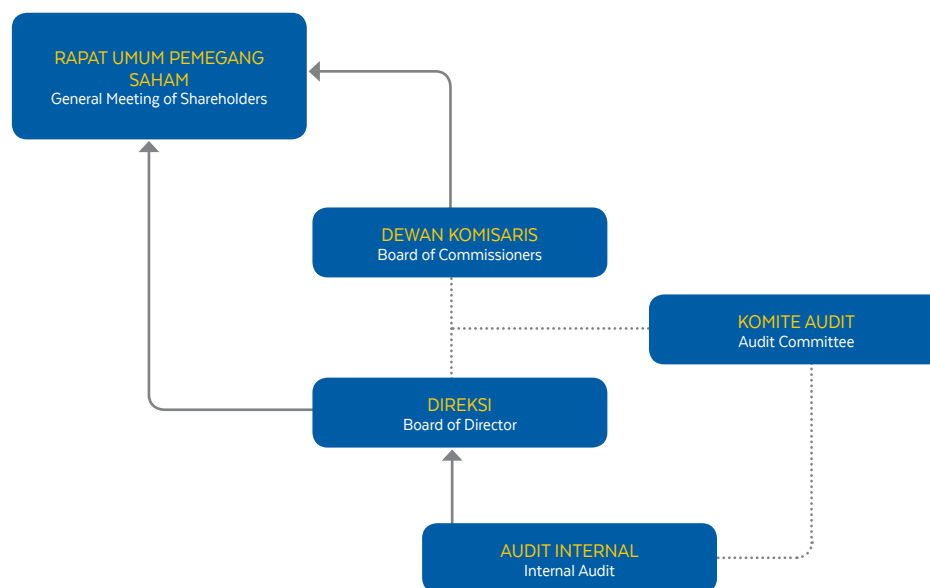 RAPAT UMUM PEMEGANG
SAHAM
General Meeting of Shareholders
DEWAN KOMISARIS
Board of Commissioners
KOMITE AUDIT
Audit Committee
DIREKSI
Board of Director
AUDIT INTERNAL
Internal Audit